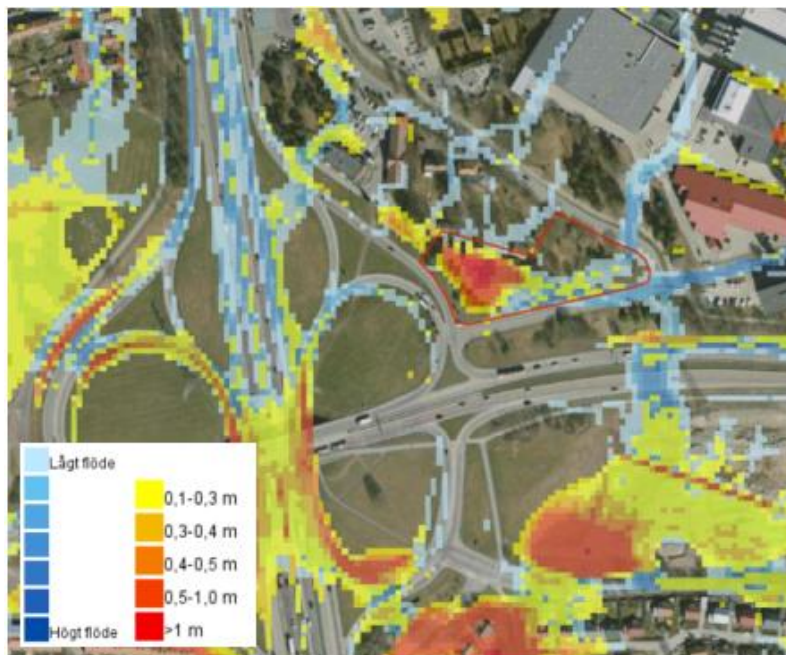 Lågt flöde
0,1-0,3 m
0,3-0,4 m
0,4-0,5 m
0,5-1,0 m
Högt flöde
>1 m